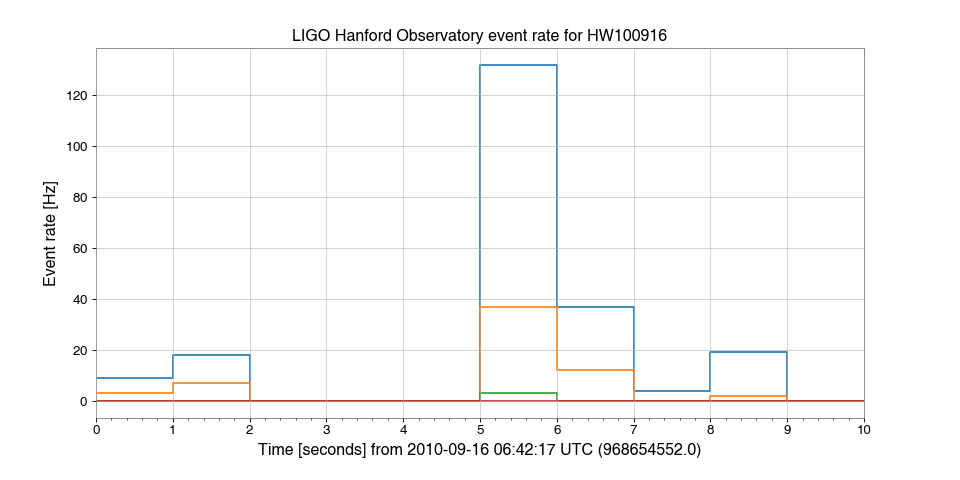 LIGO Hanford Observatory event rate for HW100916
Event rate [Hz]
120
100
80
60
40
20
0
0 1 2 3 4 5 6 7 8 9 10
Time [seconds] from 2010-09-16 06:42:17 UTC (968654552.0)